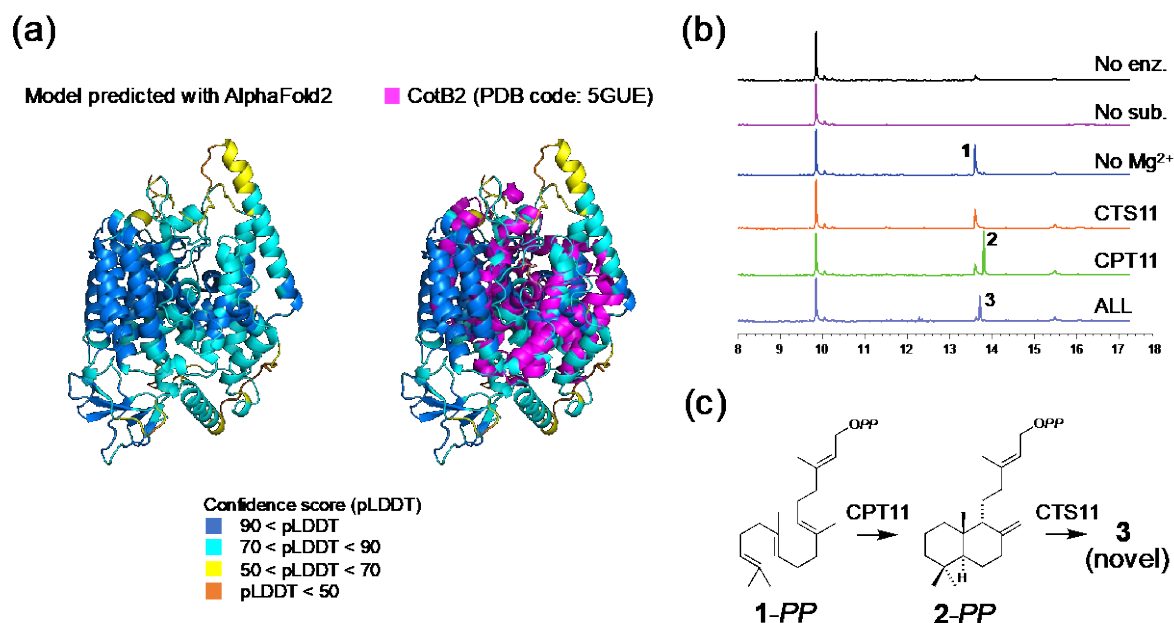 (a)
Model predicted with AlphaFold2
CotB2 (PDB code: 5GUE)
Confidence score (pLDDT)
90 < pLDDT
70 < pLDDT < 90
50 < pLDDT < 70
pLDDT < 50
(b)
No enz.
No sub.
1
No Mg²⁺
CTS11
2
CPT11
3
ALL
8 9 10 11 12 13 14 15 16 17 18
(c)
OPP
OPP
CPT11
CTS11
3
(novel)
H
1-PP
2-PP